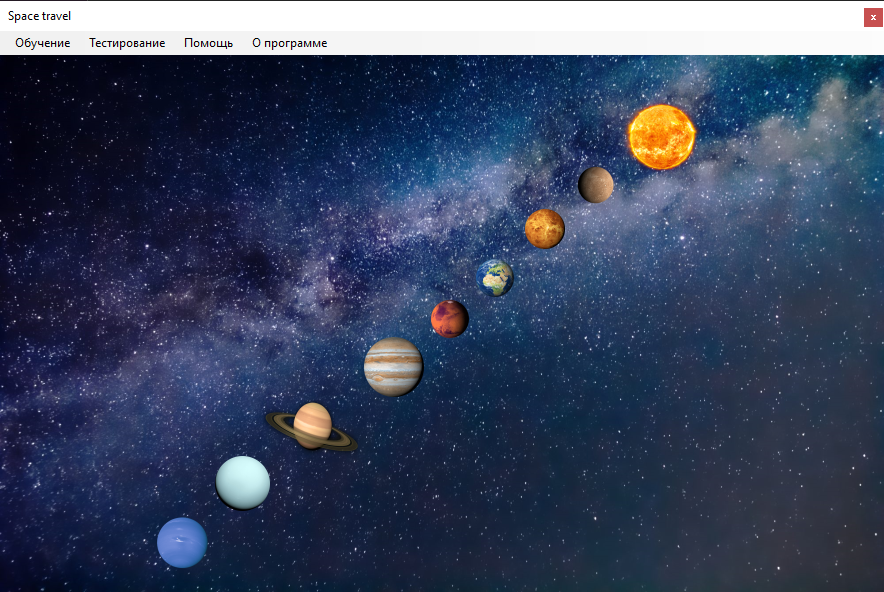 Space travel
Обучение Тестирование Помощь О программе